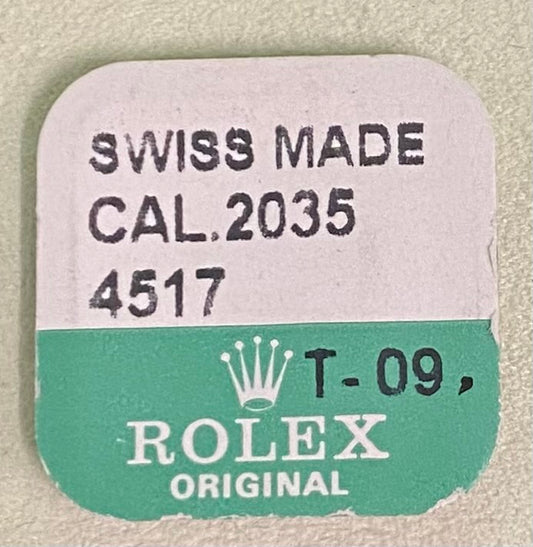 SWISS MADE
CAL.2035
4517
T-09,
ROLEX
ORIGINAL